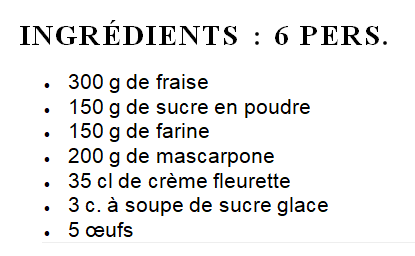 INGRÉDIENTS : 6 PERS.
• 300 g de fraise
• 150 g de sucre en poudre
• 150 g de farine
• 200 g de mascarpone
• 35 cl de crème fleurette
• 3 c. à soupe de sucre glace
• 5 œufs